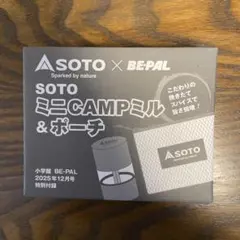 SOTO × BE-PAL
Sparked by nature
SOTO
ミニCAMPミル
&ポーチ
こだわりの
挽きたて
スパイスで
旨さ倍増!
小学館 BE-PAL
2025年12月号
特別付録
SOTO